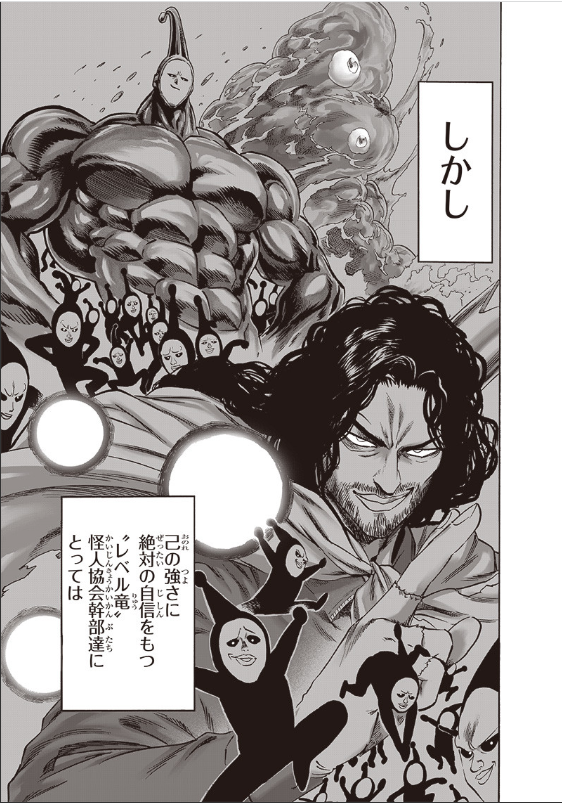 しかし
己の強さに
絶対の自信をもつ
〝レベル竜〟
怪人協会幹部達に
とっては